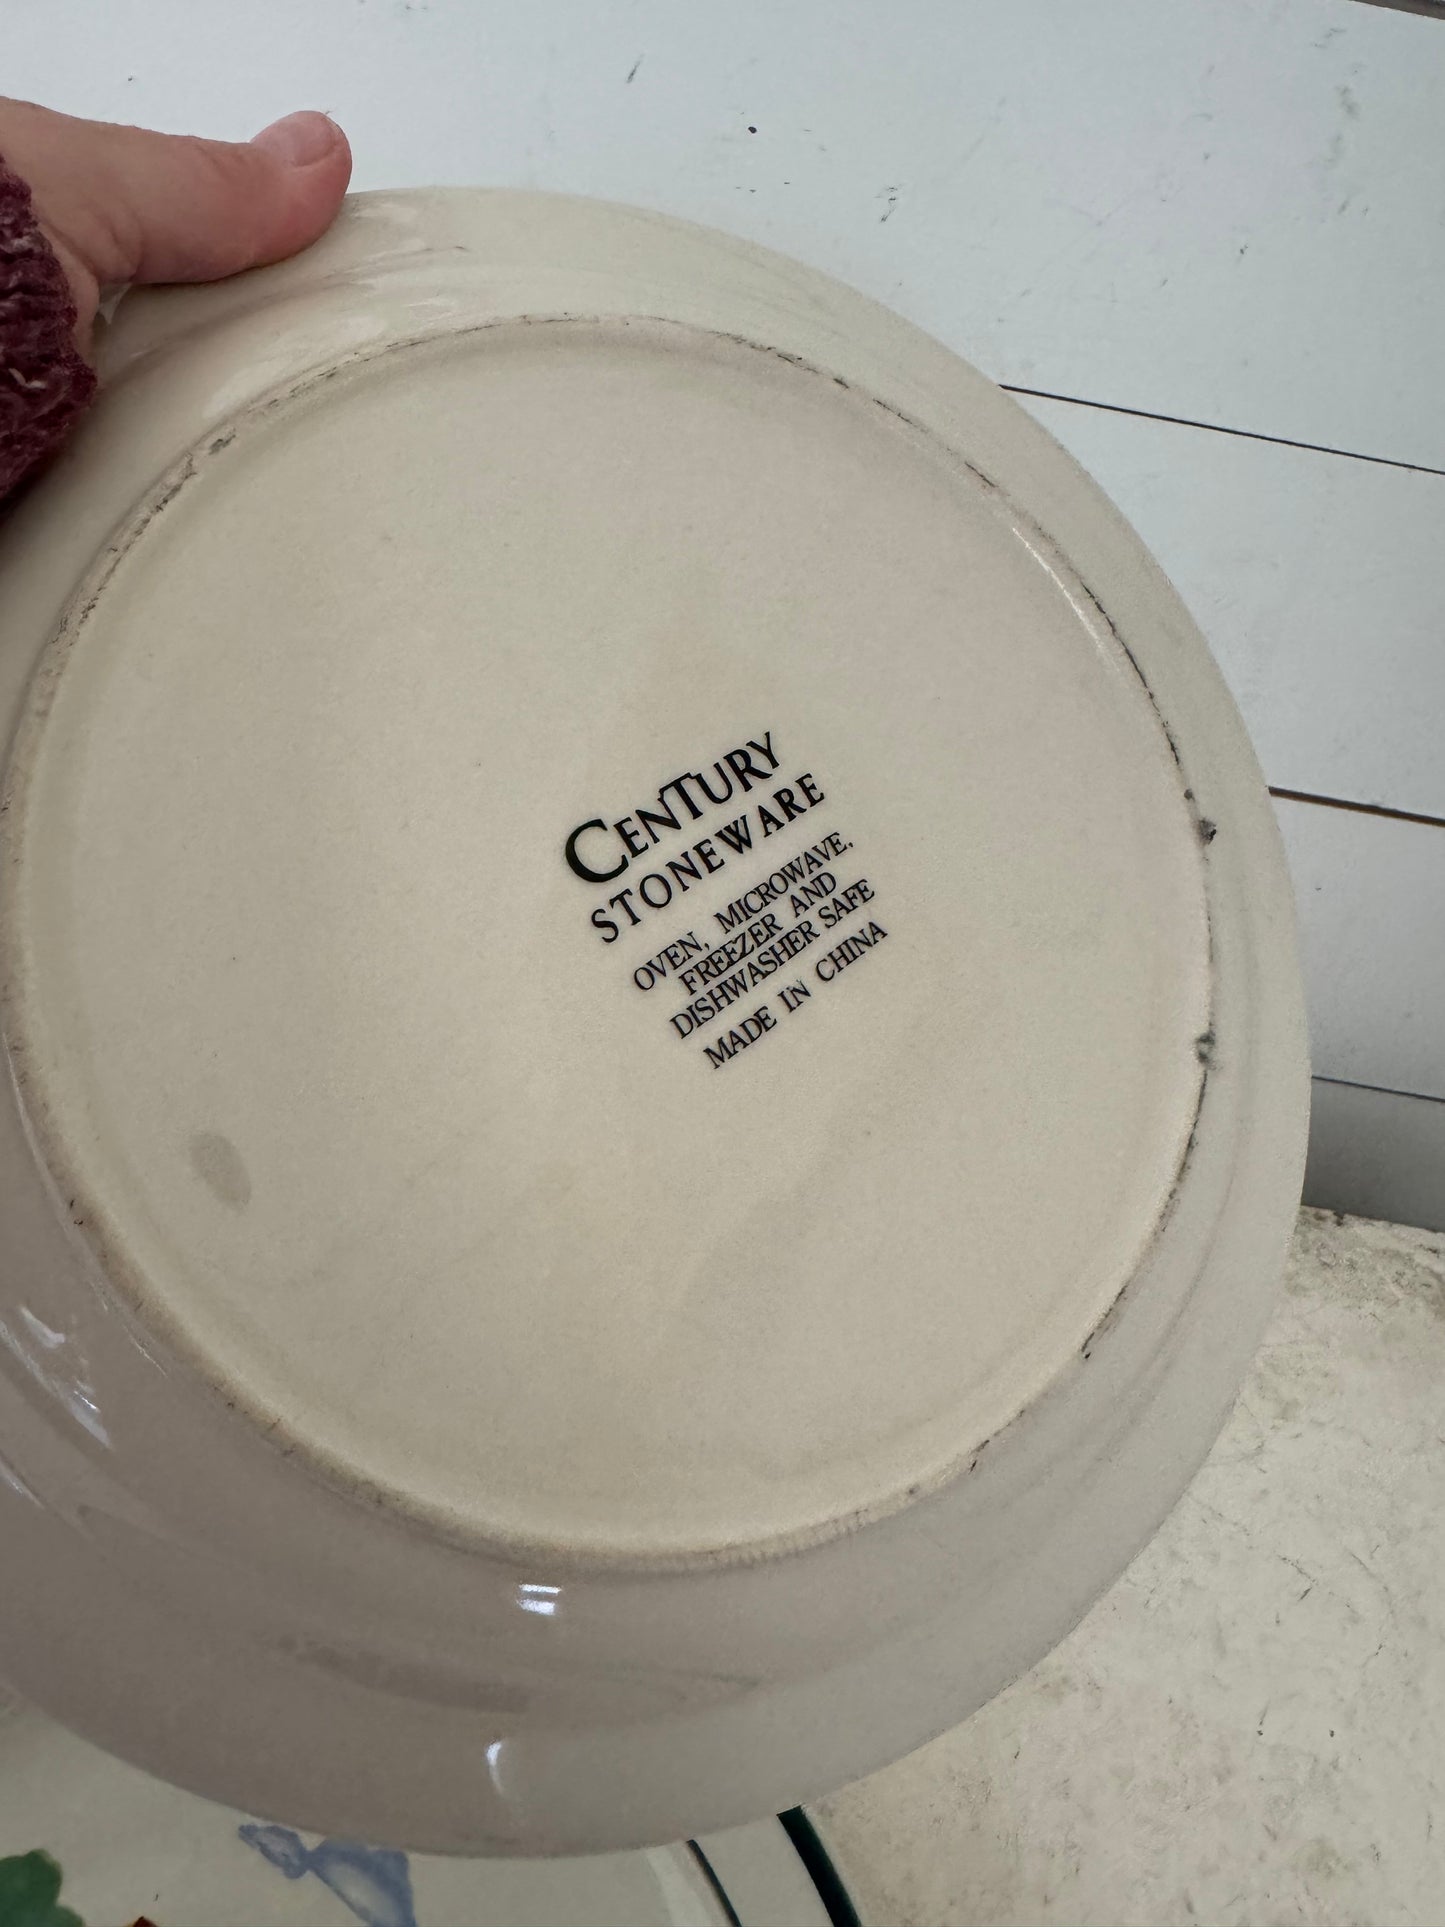 CENTURY
STONEWARE
OVEN, MICROWAVE,
FREEZER AND
DISHWASHER SAFE
MADE IN CHINA